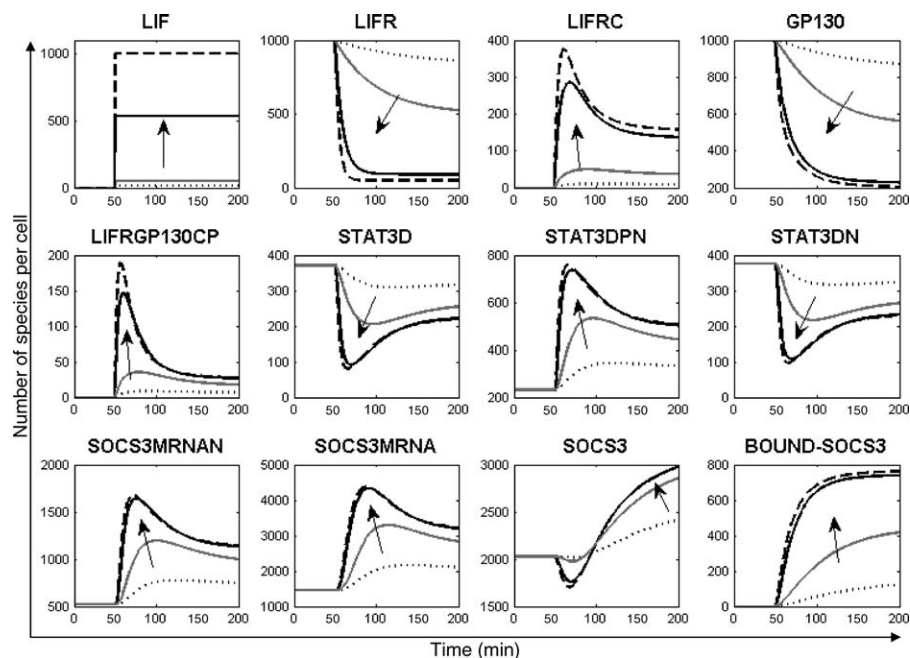 LIF LIFR LIFRC GP130
1000 1000 400 1000
800
300
500 500 200 600
100 400
0 0 0 200
0 50 100 150 200 0 50 100 150 200 0 50 100 150 200 0 50 100 150 200
LIFRGP130CP STAT3D STAT3DPN STAT3DN
200 400 800 400
150 300 300
600
100 200 200
400
50 100 100
0 0 200 0
0 50 100 150 200 0 50 100 150 200 0 50 100 150 200 0 50 100 150 200
SOCS3MRNAN SOCS3MRNA SOCS3 BOUND-SOCS3
2000 5000 3000 800
4000 600
1500 2500
3000 400
1000 2000
2000 200
500 1000 1500 0
0 50 100 150 200 0 50 100 150 200 0 50 100 150 200 0 50 100 150 200
Number of species per cell
Time (min)